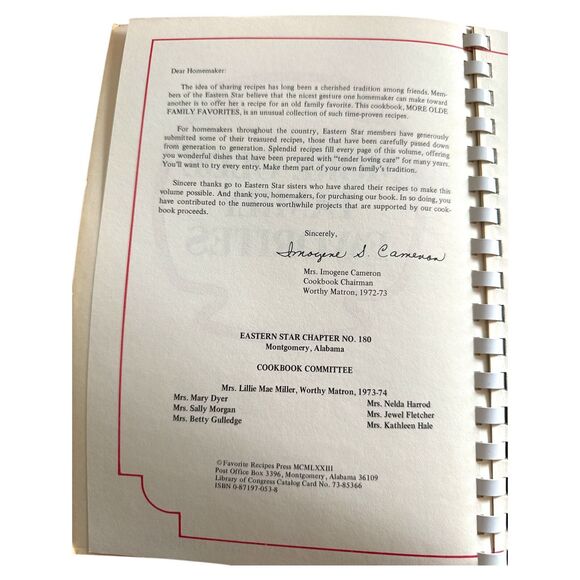 Dear Homemaker:
The idea of sharing recipes has long been a cherished tradition among friends. Mem-
bers of the Eastern Star believe that the nicest gesture one homemaker can make toward
another is to offer her a recipe for an old family favorite. This cookbook, MORE OLDE
FAMILY FAVORITES, is an unusual collection of such time-proven recipes.
For homemakers throughout the country, Eastern Star members have generously
submitted some of their treasured recipes, those that have been carefully passed down
from generation to generation. Splendid recipes fill every page of this volume, offering
you wonderful dishes that have been prepared with "tender loving care" for many years.
You'll want to try every entry. Make them part of your own family's tradition.
Sincere thanks go to Eastern Star sisters who have shared their recipes to make this
volume possible. And thank you, homemakers, for purchasing our book. In so doing, you
have contributed to the numerous worthwhile projects that are supported by our cook-
book proceeds.
Sincerely,
Imogene S. Cameron
Mrs. Imogene Cameron
Cookbook Chairman
Worthy Matron, 1972-73
EASTERN STAR CHAPTER NO. 180
Montgomery, Alabama
COOKBOOK COMMITTEE
Mrs. Lillie Mae Miller, Worthy Matron, 1973-74
Mrs. Mary Dyer Mrs. Nelda Harrod
Mrs. Sally Morgan Mrs. Jewel Fletcher
Mrs. Betty Gulledge Mrs. Kathleen Hale
© Favorite Recipes Press MCMLXXIII
Post Office Box 3396, Montgomery, Alabama 36109
Library of Congress Catalog Card No. 73-85366
ISBN 0-87197-053-8